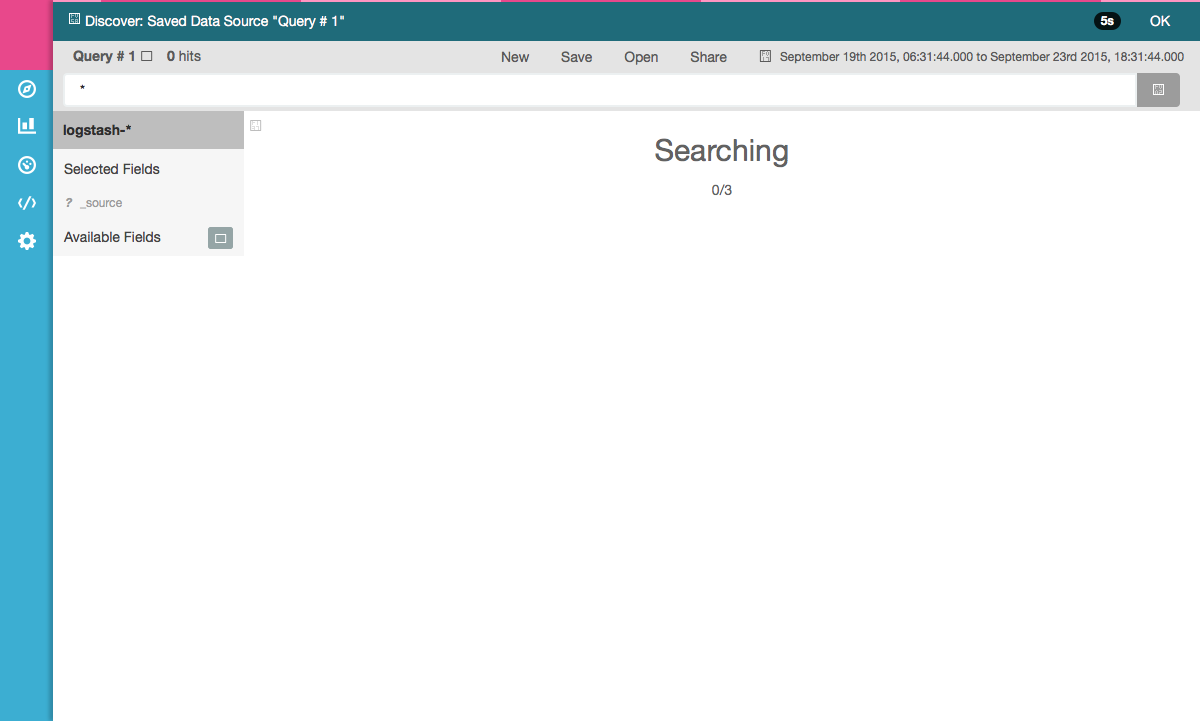 Discover: Saved Data Source "Query # 1"
5s
OK
Query # 1
0 hits
New
Save
Open
Share
September 19th 2015, 06:31:44.000 to September 23rd 2015, 18:31:44.000
*
logstash-*
Searching
0/3
Selected Fields
? _source
Available Fields